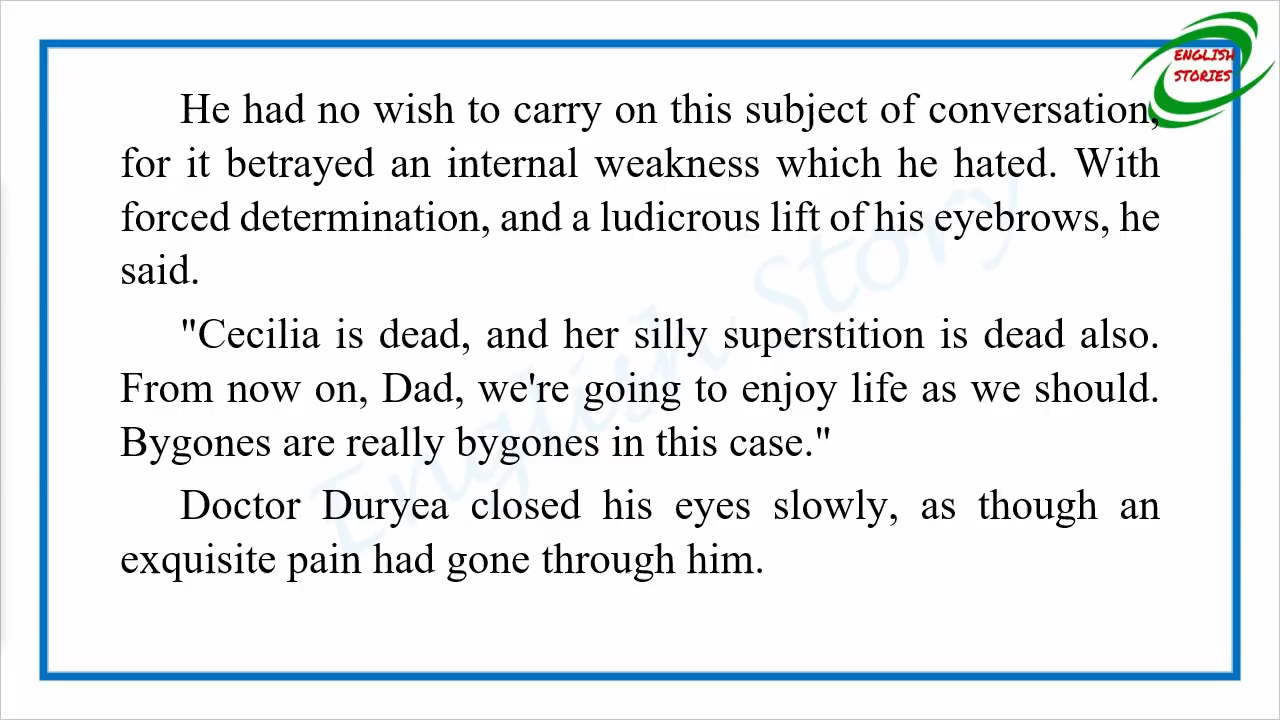 ENGLISH
STORIES
He had no wish to carry on this subject of conversation,
for it betrayed an internal weakness which he hated. With
forced determination, and a ludicrous lift of his eyebrows, he
said.
"Cecilia is dead, and her silly superstition is dead also.
From now on, Dad, we're going to enjoy life as we should.
Bygones are really bygones in this case."
Doctor Duryea closed his eyes slowly, as though an
exquisite pain had gone through him.
English Story